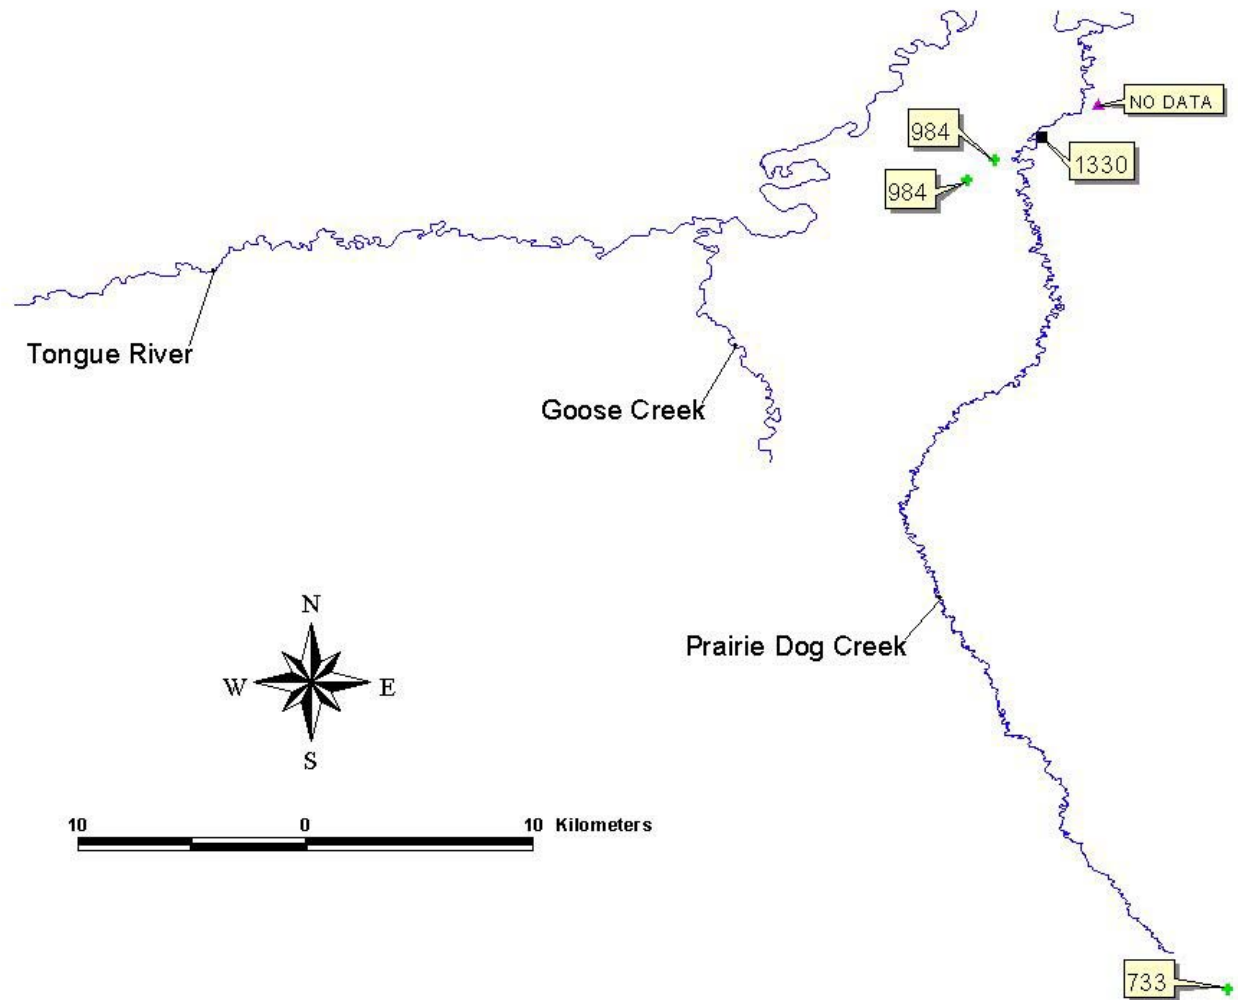 NO DATA
984
1330
984
Tongue River
Goose Creek
Prairie Dog Creek
N
W E
S
10 0 10 Kilometers
733